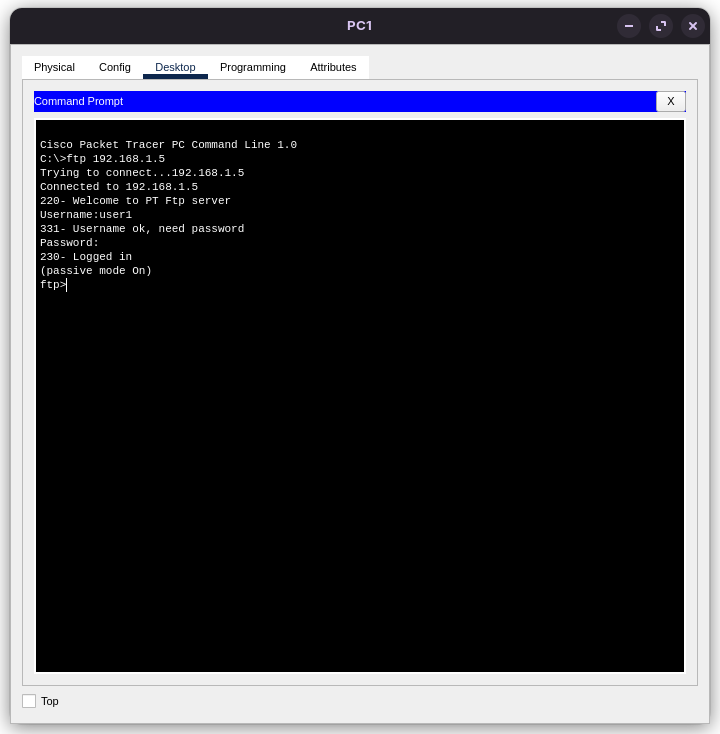 PC1
Physical Config Desktop Programming Attributes
Command Prompt X
Cisco Packet Tracer PC Command Line 1.0
C:\>ftp 192.168.1.5
Trying to connect...192.168.1.5
Connected to 192.168.1.5
220- Welcome to PT Ftp server
Username:user1
331- Username ok, need password
Password:
230- Logged in
(passive mode On)
ftp>
Top